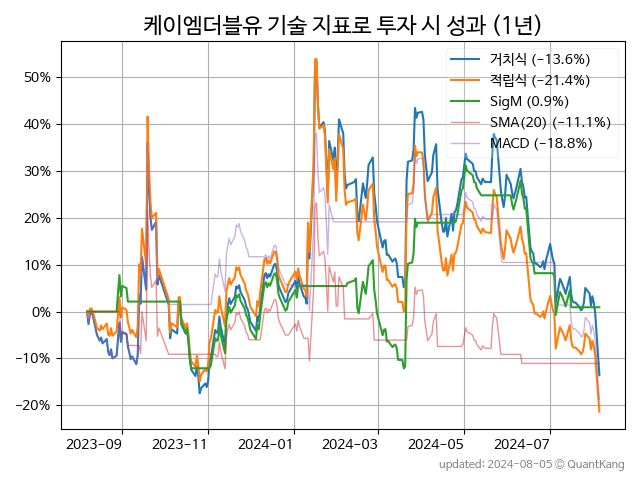 케이엠더블유 기술 지표로 투자 시 성과 (1년)
거치식 (−13.6%)
적립식 (−21.4%)
SigM (0.9%)
SMA(20) (−11.1%)
MACD (−18.8%)
50%
40%
30%
20%
10%
0%
−10%
−20%
2023−09 2023−11 2024−01 2024−03 2024−05 2024−07
updated: 2024-08-05 © QuantKang